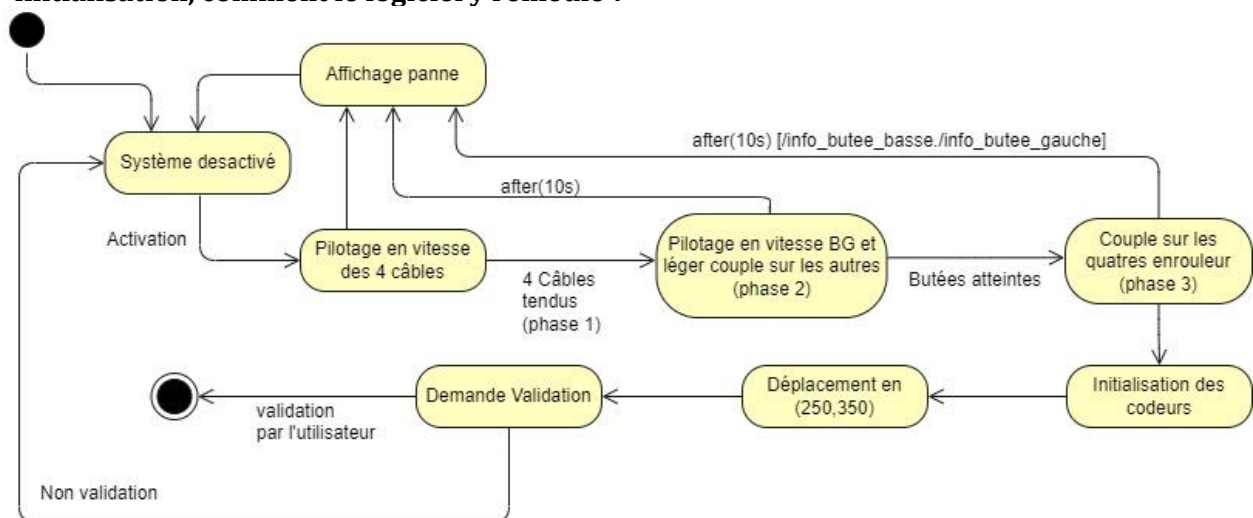 Affichage panne
after(10s) [/info_butee_basse./info_butee_gauche]
Système desactivé
after(10s)
Activation
Pilotage en vitesse
des 4 câbles
4 Câbles
tendus
(phase 1)
Pilotage en vitesse BG et
léger couple sur les autres
(phase 2)
Butées atteintes
Couple sur les
quatres enrouleur
(phase 3)
Initialisation des
codeurs
Déplacement en
(250,350)
Demande Validation
validation
par l'utilisateur
Non validation